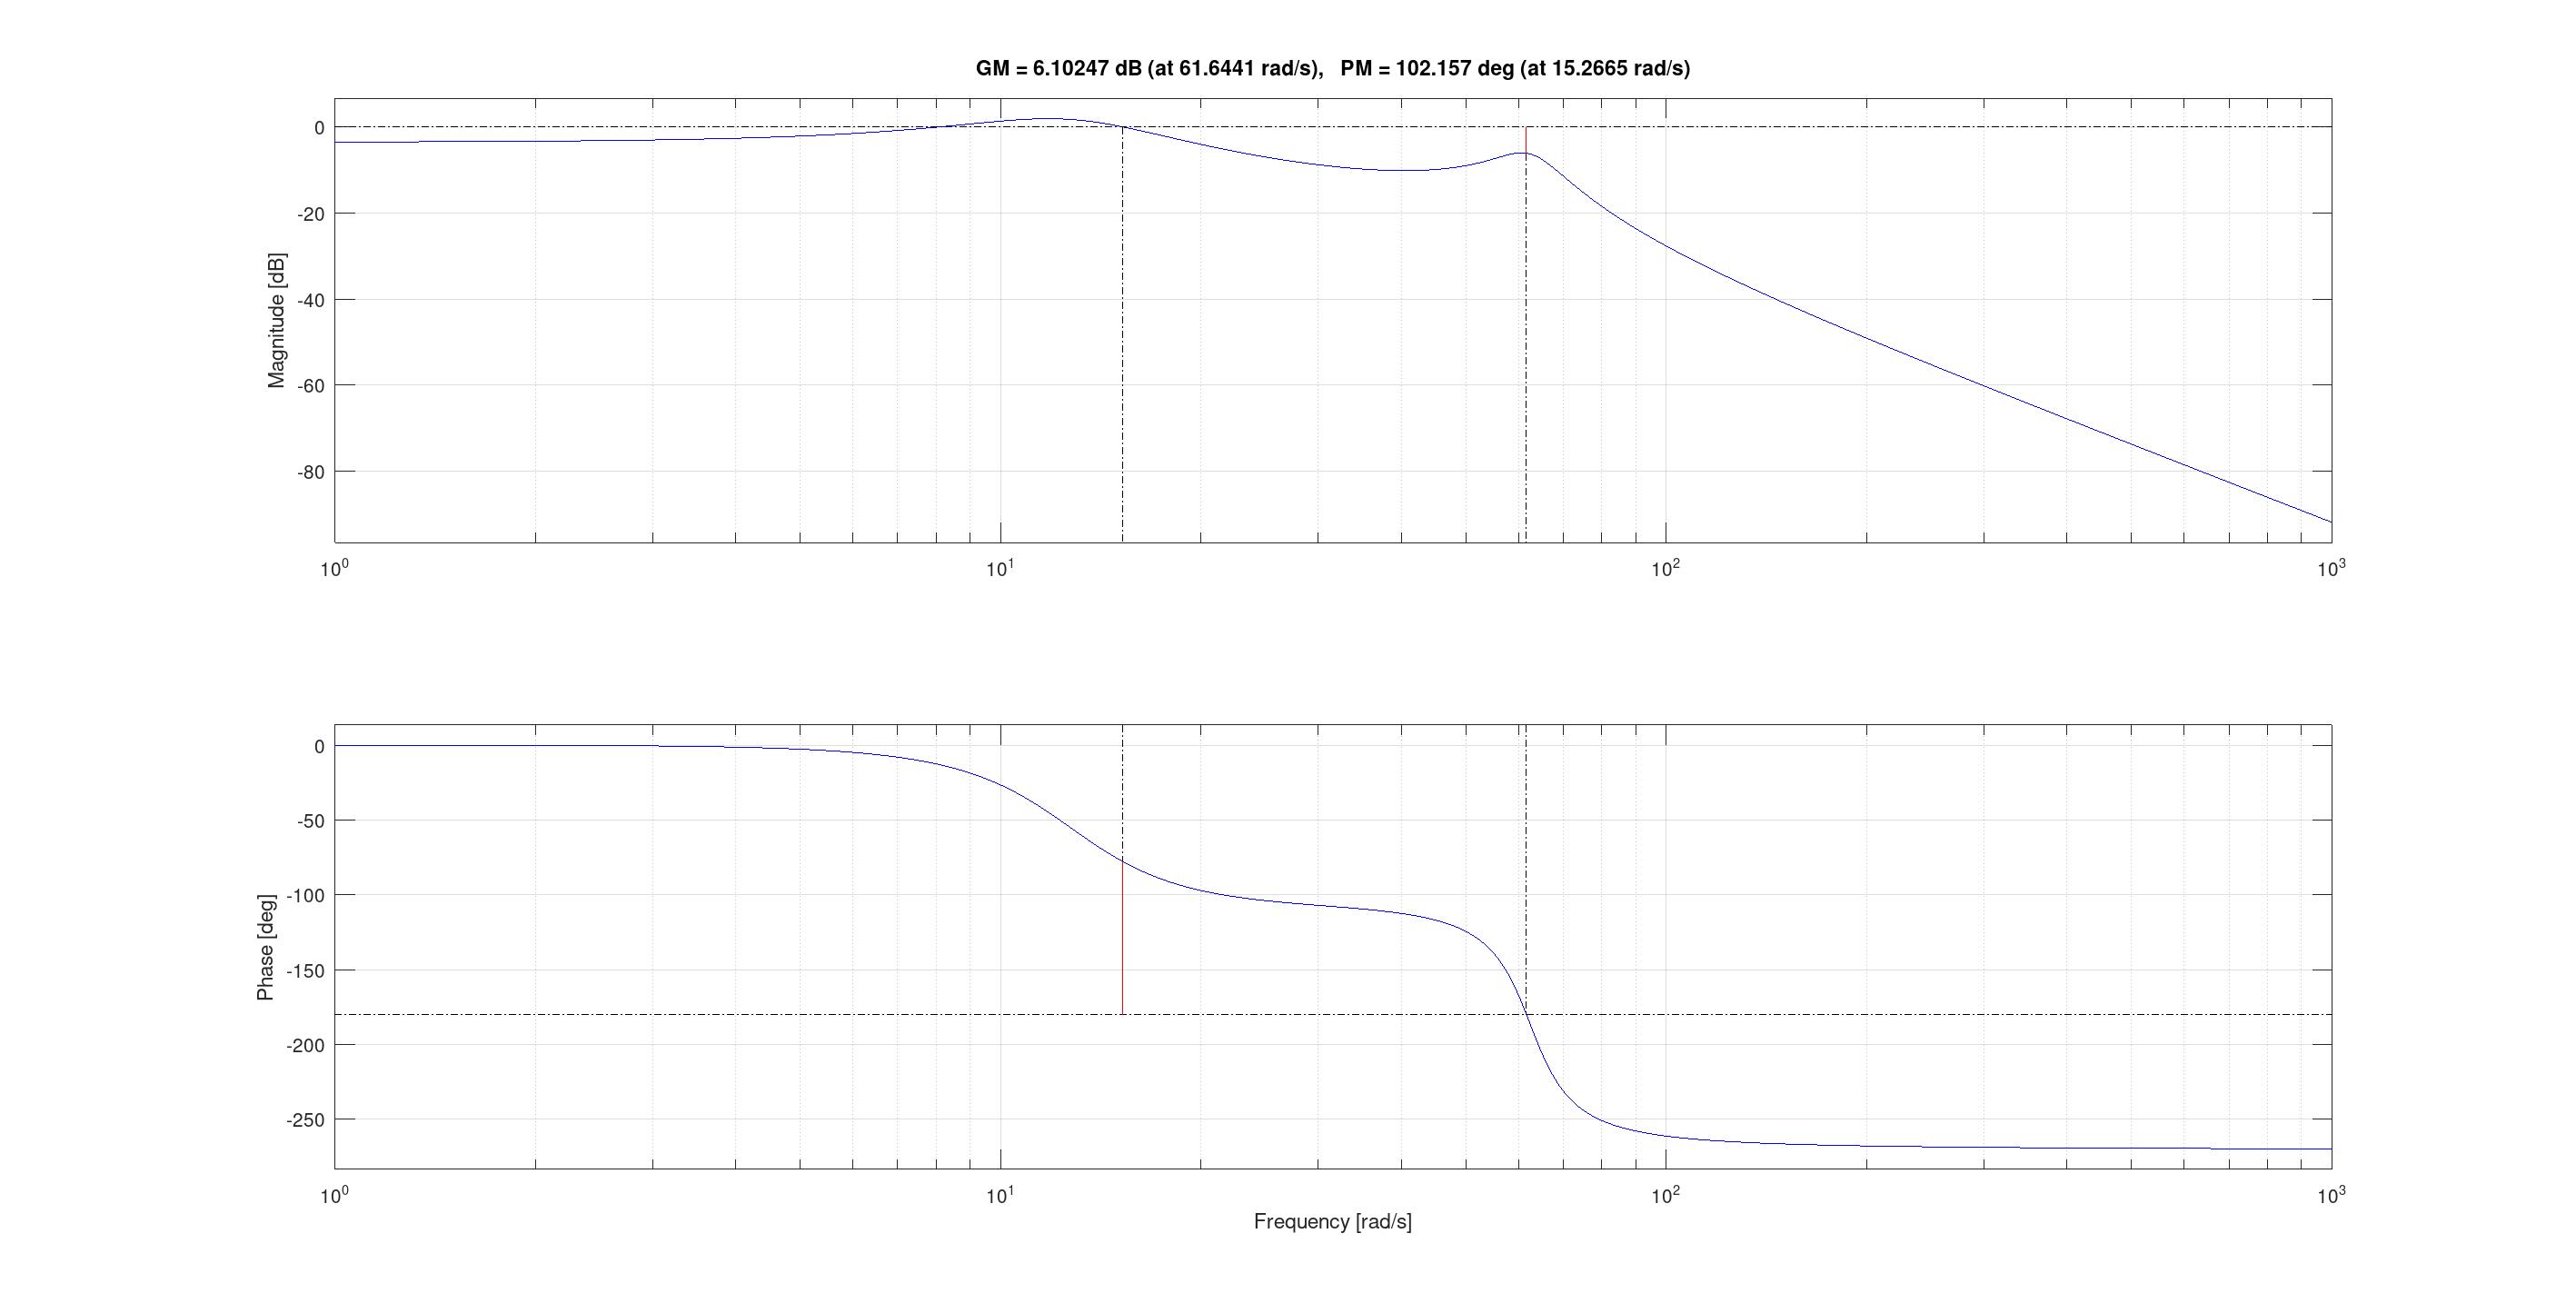 GM = 6.10247 dB (at 61.6441 rad/s),   PM = 102.157 deg (at 15.2665 rad/s)
Magnitude [dB]
0
-20
-40
-60
-80
10^0 10^1 10^2 10^3
Phase [deg]
0
-50
-100
-150
-200
-250
10^0 10^1 10^2 10^3
Frequency [rad/s]